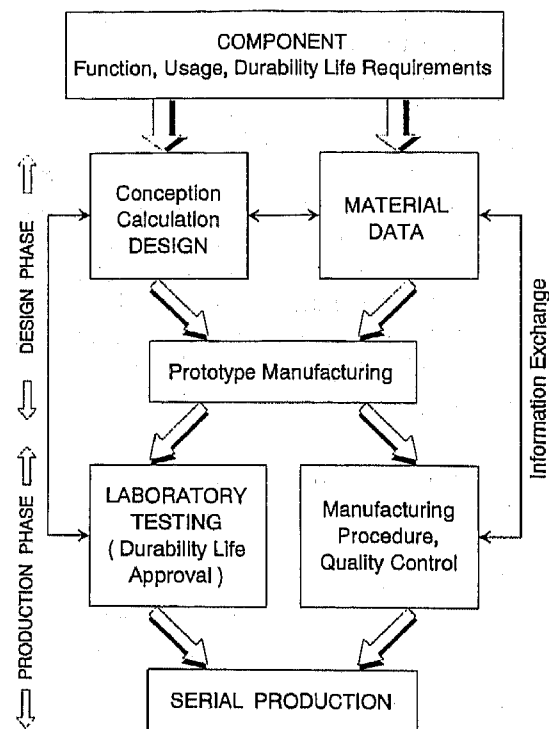 COMPONENT
Function, Usage, Durability Life Requirements
Conception
Calculation
DESIGN
MATERIAL
DATA
DESIGN PHASE
Information Exchange
Prototype Manufacturing
LABORATORY
TESTING
( Durability Life
Approval )
Manufacturing
Procedure,
Quality Control
PRODUCTION PHASE
SERIAL PRODUCTION